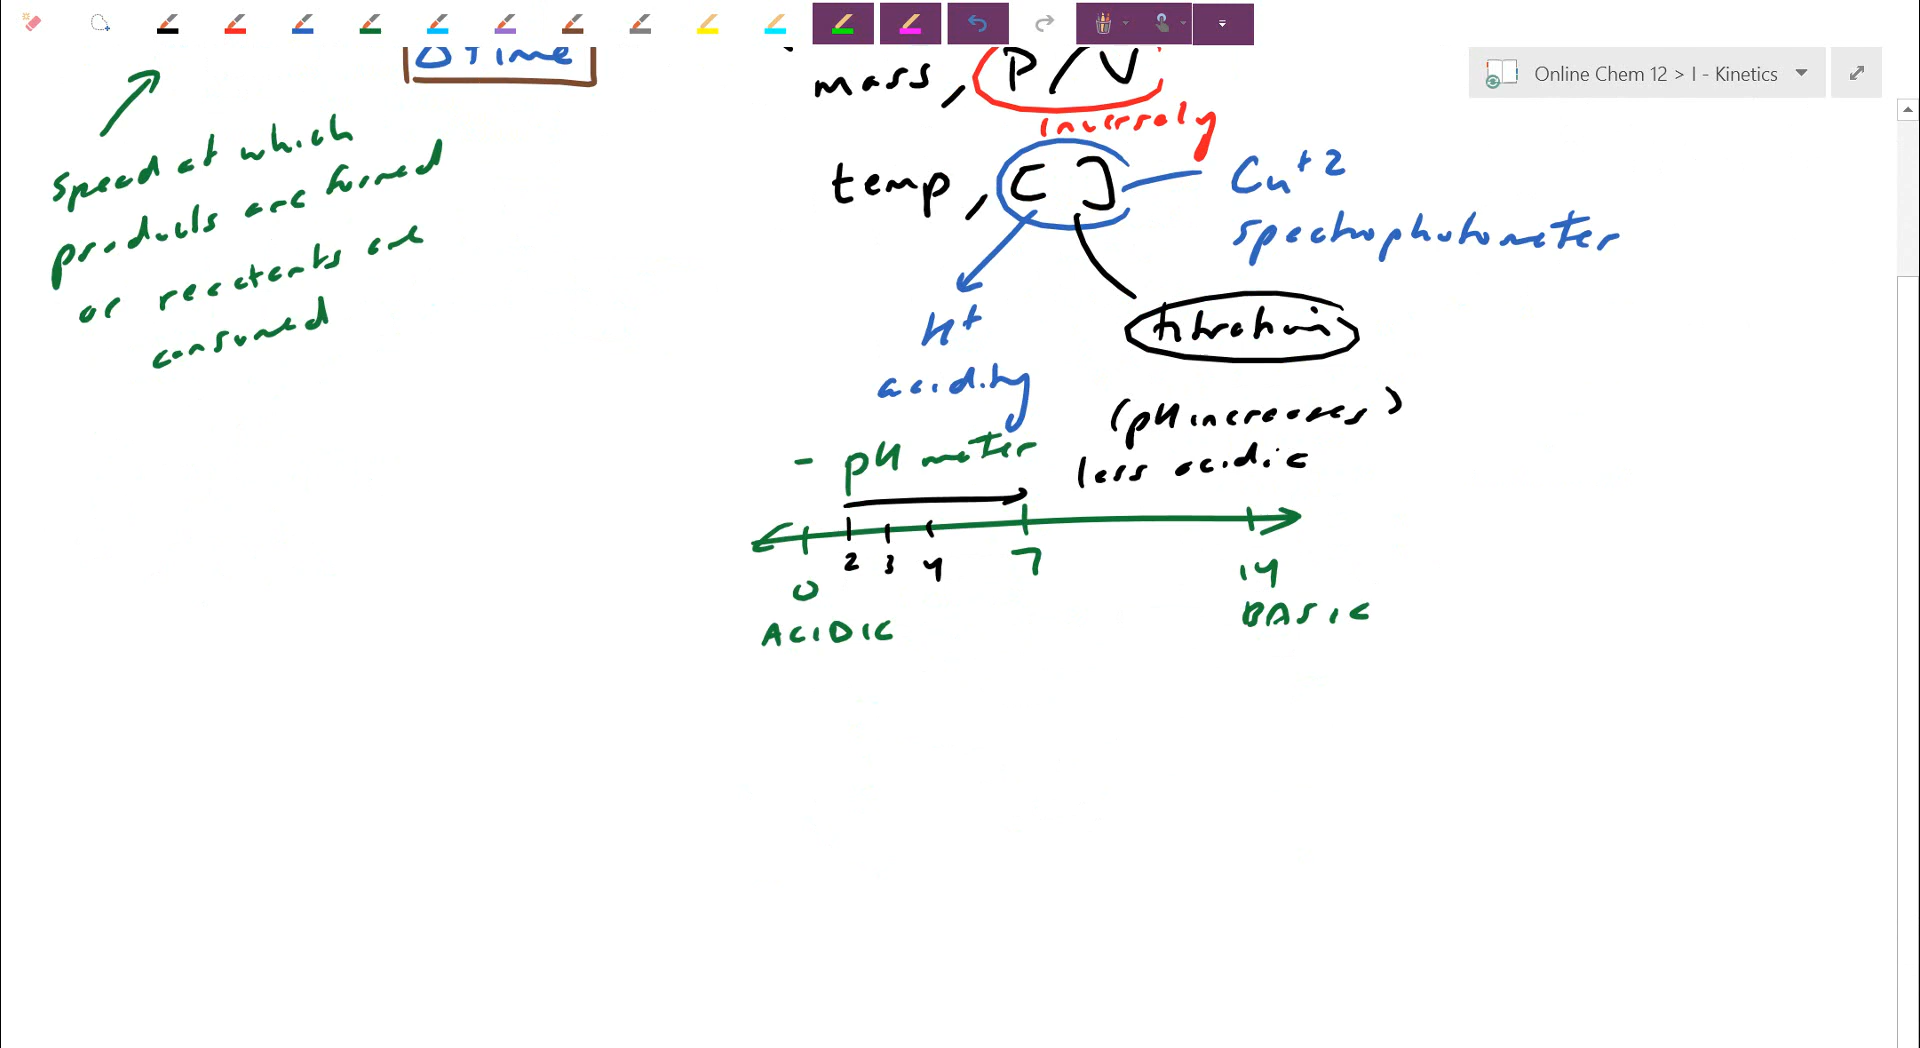 Online Chem 12 > I - Kinetics
Δ time
mass, P/V
inversely
speed at which
products are formed
or reactants are
consumed
temp, [ ]
Cu+2
spectrophotometer
H+
acidity
titration
- pH meter
(pH increases)
less acidic
0 2 3 4 7 14
ACIDIC
BASIC